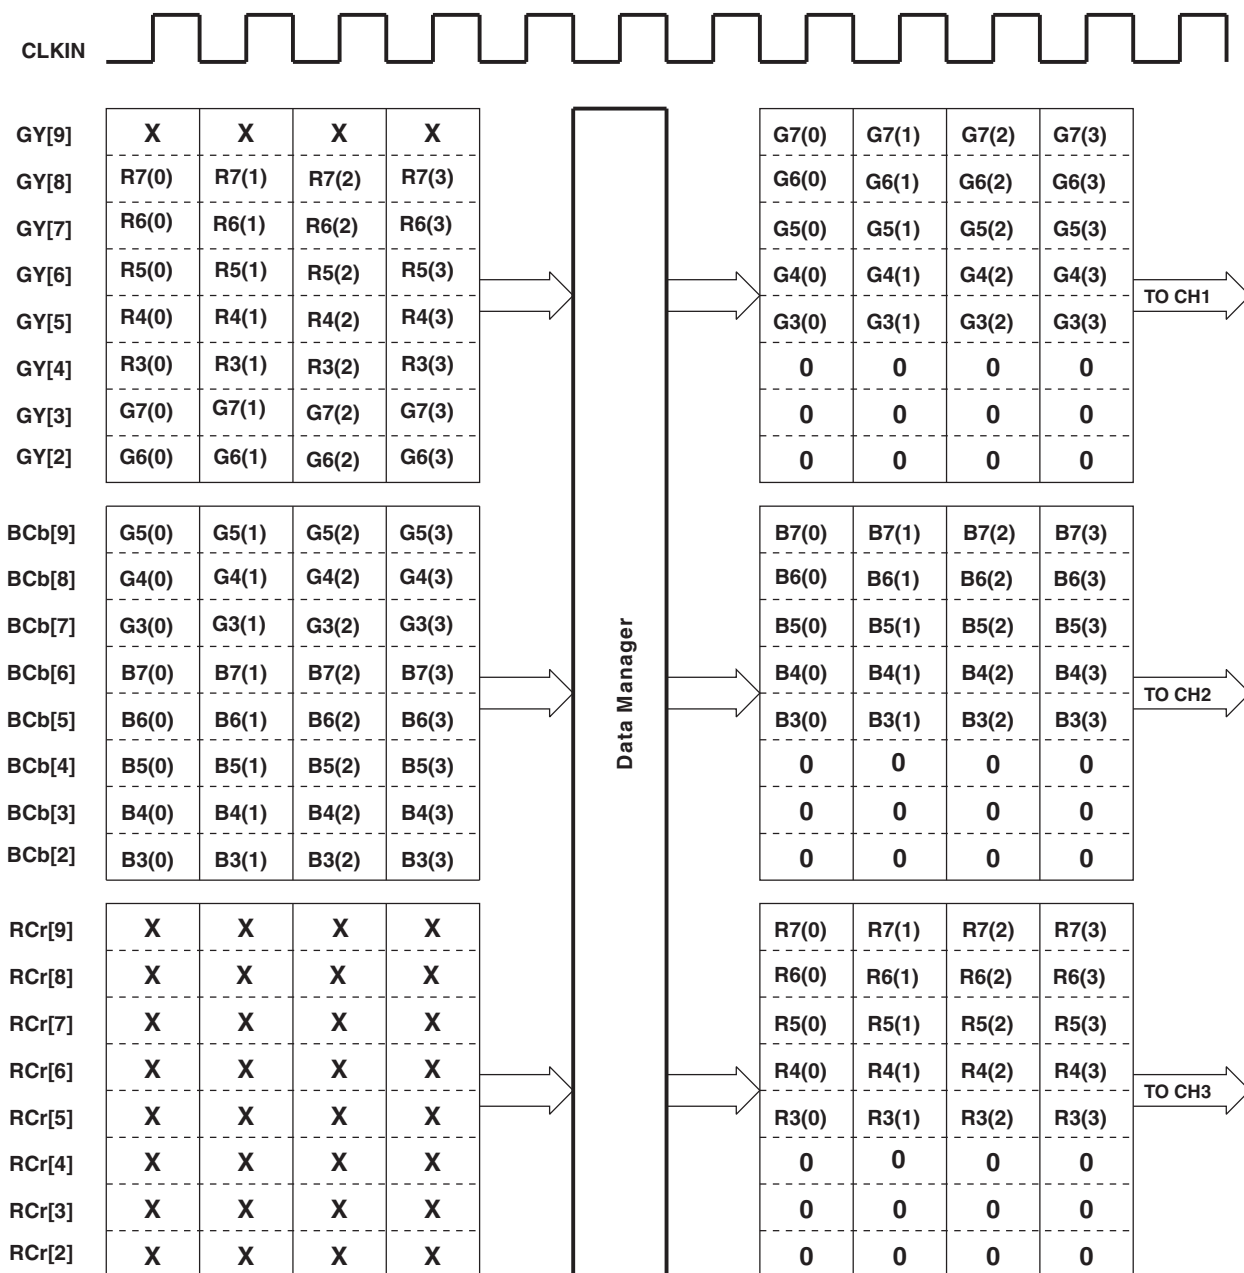 CLKIN
GY[9] X X X X G7(0) G7(1) G7(2) G7(3)
GY[8] R7(0) R7(1) R7(2) R7(3) G6(0) G6(1) G6(2) G6(3)
GY[7] R6(0) R6(1) R6(2) R6(3) G5(0) G5(1) G5(2) G5(3)
GY[6] R5(0) R5(1) R5(2) R5(3) G4(0) G4(1) G4(2) G4(3)
TO CH1
GY[5] R4(0) R4(1) R4(2) R4(3) G3(0) G3(1) G3(2) G3(3)
GY[4] R3(0) R3(1) R3(2) R3(3) 0 0 0 0
GY[3] G7(0) G7(1) G7(2) G7(3) 0 0 0 0
GY[2] G6(0) G6(1) G6(2) G6(3) 0 0 0 0
BCb[9] G5(0) G5(1) G5(2) G5(3) B7(0) B7(1) B7(2) B7(3)
BCb[8] G4(0) G4(1) G4(2) G4(3) B6(0) B6(1) B6(2) B6(3)
BCb[7] G3(0) G3(1) G3(2) G3(3) B5(0) B5(1) B5(2) B5(3)
BCb[6] B7(0) B7(1) B7(2) B7(3) B4(0) B4(1) B4(2) B4(3)
Data Manager
TO CH2
BCb[5] B6(0) B6(1) B6(2) B6(3) B3(0) B3(1) B3(2) B3(3)
BCb[4] B5(0) B5(1) B5(2) B5(3) 0 0 0 0
BCb[3] B4(0) B4(1) B4(2) B4(3) 0 0 0 0
BCb[2] B3(0) B3(1) B3(2) B3(3) 0 0 0 0
RCr[9] X X X X R7(0) R7(1) R7(2) R7(3)
RCr[8] X X X X R6(0) R6(1) R6(2) R6(3)
RCr[7] X X X X R5(0) R5(1) R5(2) R5(3)
RCr[6] X X X X R4(0) R4(1) R4(2) R4(3)
TO CH3
RCr[5] X X X X R3(0) R3(1) R3(2) R3(3)
RCr[4] X X X X 0 0 0 0
RCr[3] X X X X 0 0 0 0
RCr[2] X X X X 0 0 0 0